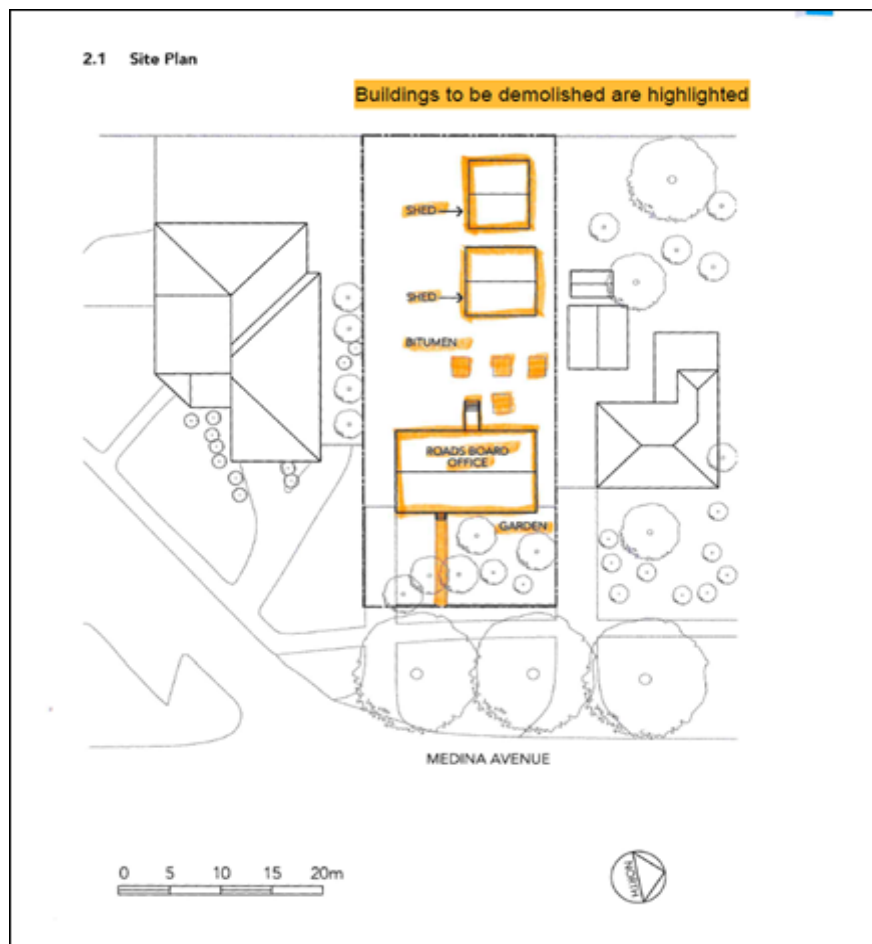 2.1 Site Plan
Buildings to be demolished are highlighted
SHED
SHED
BITUMEN
ROADS BOARD
OFFICE
GARDEN
MEDINA AVENUE
0 5 10 15 20m
NORTH